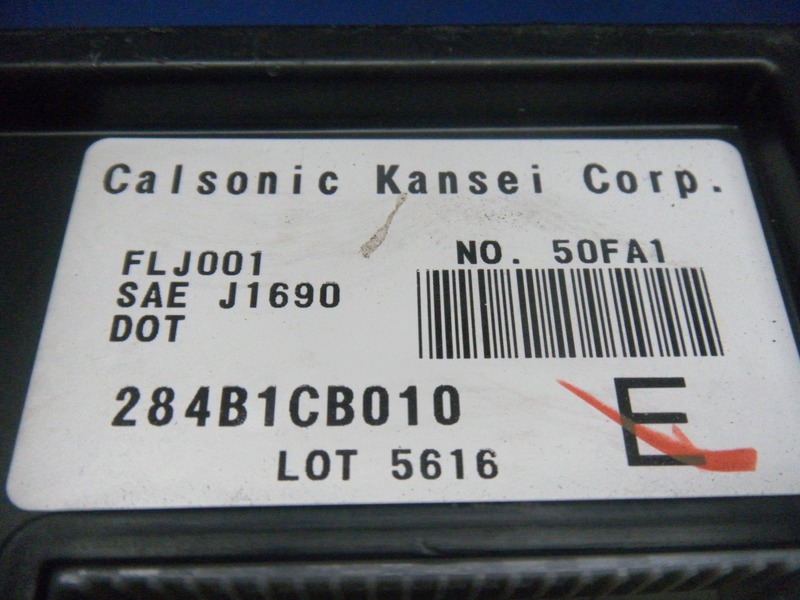 Calsonic Kansei Corp.
FLJ001
SAE J1690
DOT
NO. 50FA1
284B1CB010
E
LOT 5616